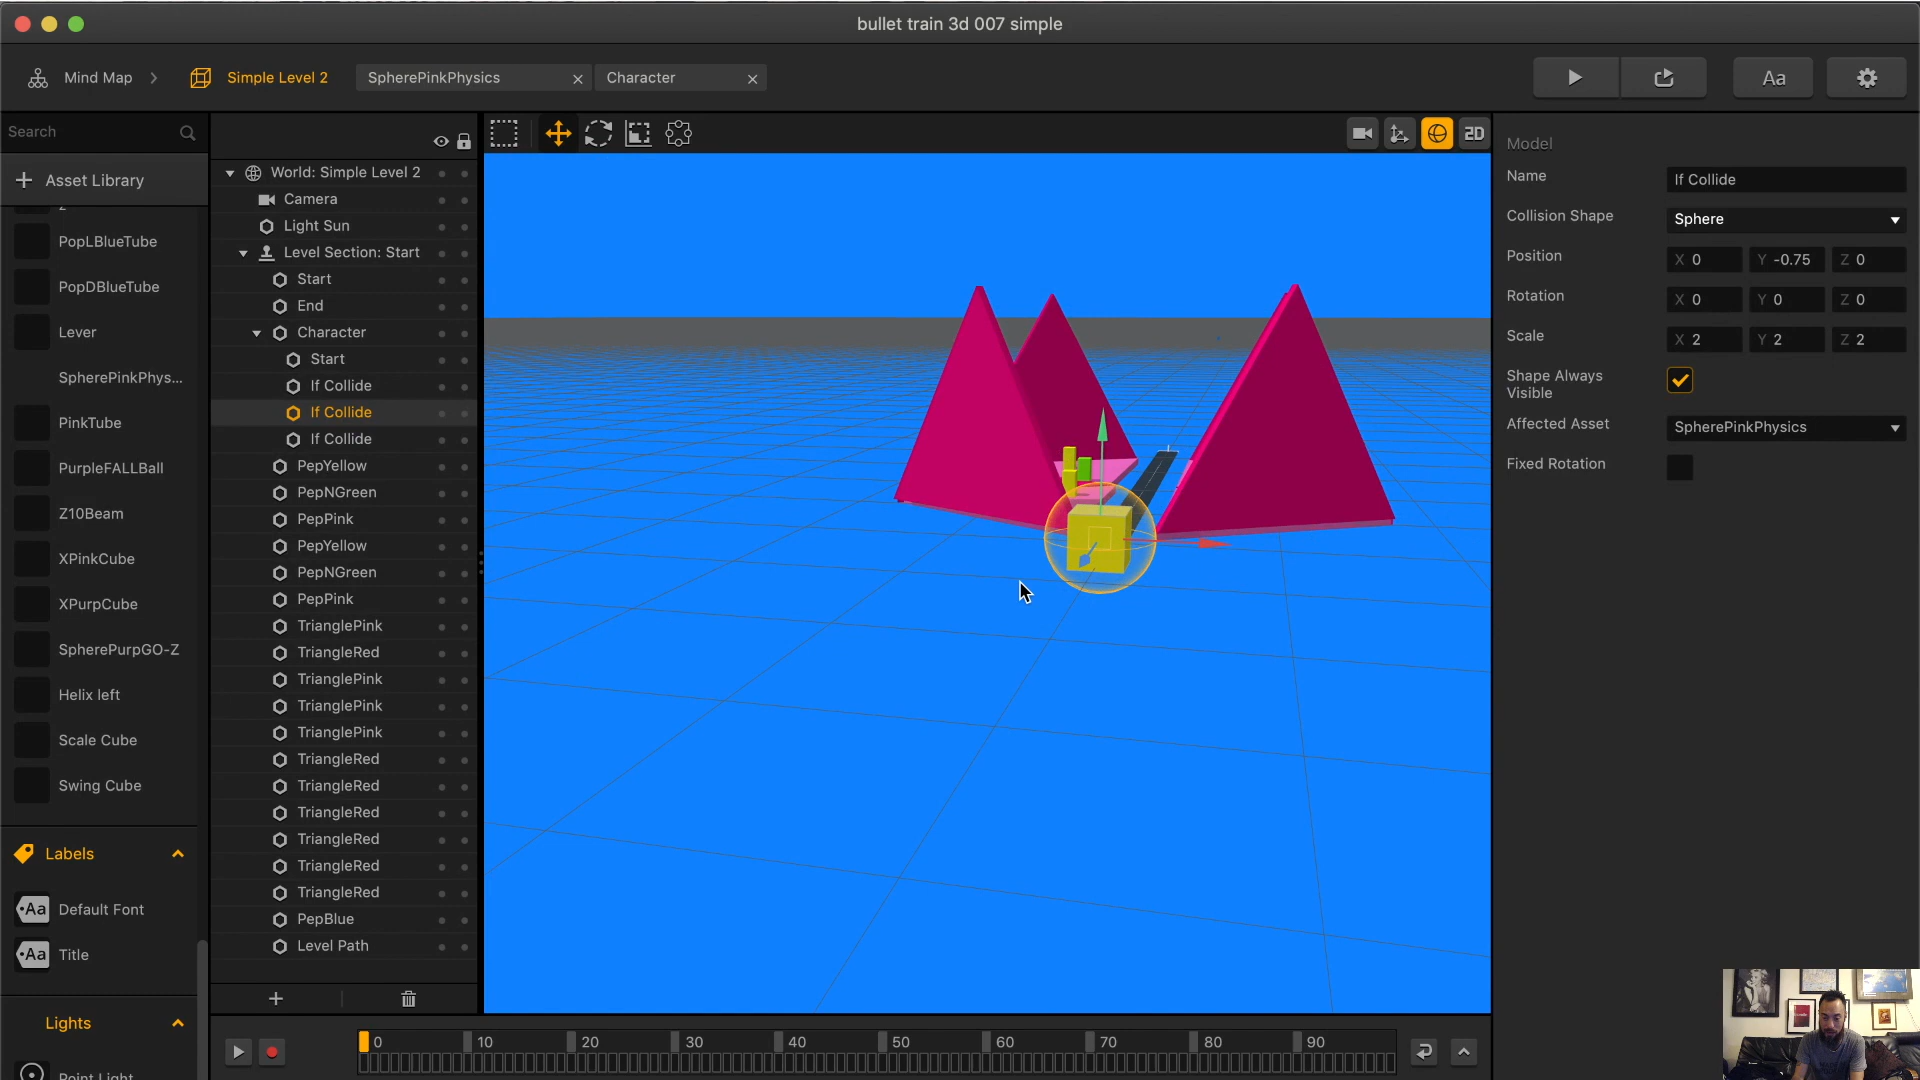 bullet train 3d 007 simple
Mind Map
Simple Level 2
SpherePinkPhysics
Character
Aa
Search
Asset Library
PopLBlueTube
PopDBlueTube
Lever
SpherePinkPhys...
PinkTube
PurpleFALLBall
Z10Beam
XPinkCube
XPurpCube
SpherePurpGO-Z
Helix left
Scale Cube
Swing Cube
Labels
Aa Default Font
Aa Title
Lights
Point Light
World: Simple Level 2
Camera
Light Sun
Level Section: Start
Start
End
Character
Start
If Collide
If Collide
If Collide
PepYellow
PepNGreen
PepPink
PepYellow
PepNGreen
PepPink
TrianglePink
TriangleRed
TrianglePink
TrianglePink
TrianglePink
TriangleRed
TriangleRed
TriangleRed
TriangleRed
TriangleRed
TriangleRed
PepBlue
Level Path
2D
0 10 20 30 40 50 60 70 80 90
Model
Name If Collide
Collision Shape Sphere
Position X 0 Y -0.75 Z 0
Rotation X 0 Y 0 Z 0
Scale X 2 Y 2 Z 2
Shape Always
Visible
Affected Asset SpherePinkPhysics
Fixed Rotation